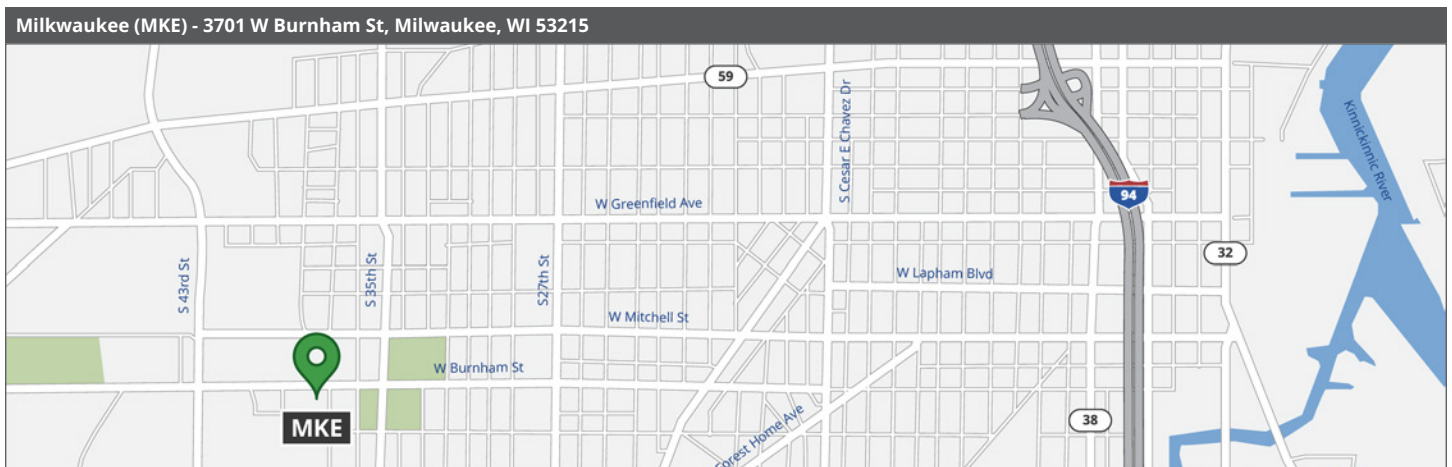 Milkwaukee (MKE) - 3701 W Burnham St, Milwaukee, WI 53215
59
S Cesar E Chavez Dr
Kinnickinnic River
94
W Greenfield Ave
32
S 43rd St
S 35th St
S27th St
W Lapham Blvd
W Mitchell St
W Burnham St
MKE
Forest Home Ave
38